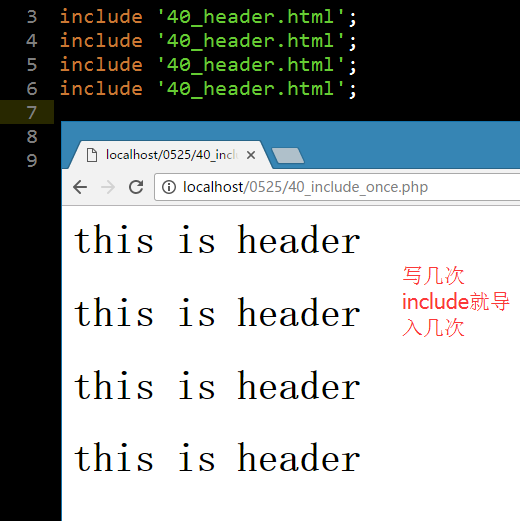 3 include '40_header.html';
4 include '40_header.html';
5 include '40_header.html';
6 include '40_header.html';
7
8
9
localhost/0525/40_inclu
localhost/0525/40_include_once.php
this is header
写几次
include就导
入几次
this is header
this is header
this is header